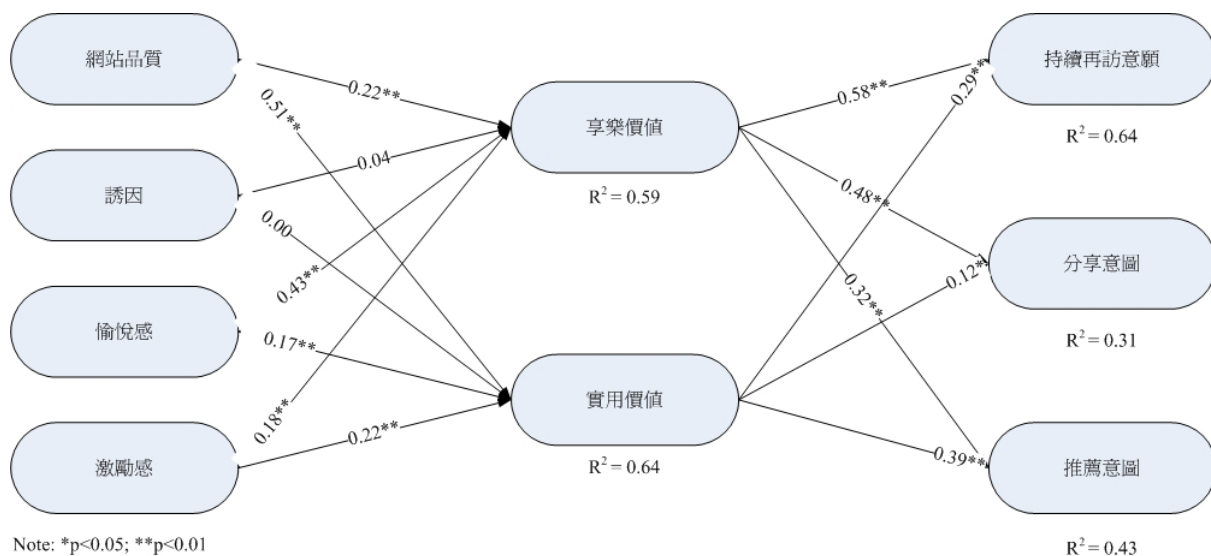 網站品質
誘因
愉悅感
激勵感
0.22**
0.51**
0.04
0.00
0.43**
0.17**
0.18**
0.22**
享樂價值
R² = 0.59
實用價值
R² = 0.64
0.58**
0.29**
0.48**
0.12*
0.32**
0.39**
持續再訪意願
R² = 0.64
分享意圖
R² = 0.31
推薦意圖
R² = 0.43
Note: *p<0.05; **p<0.01